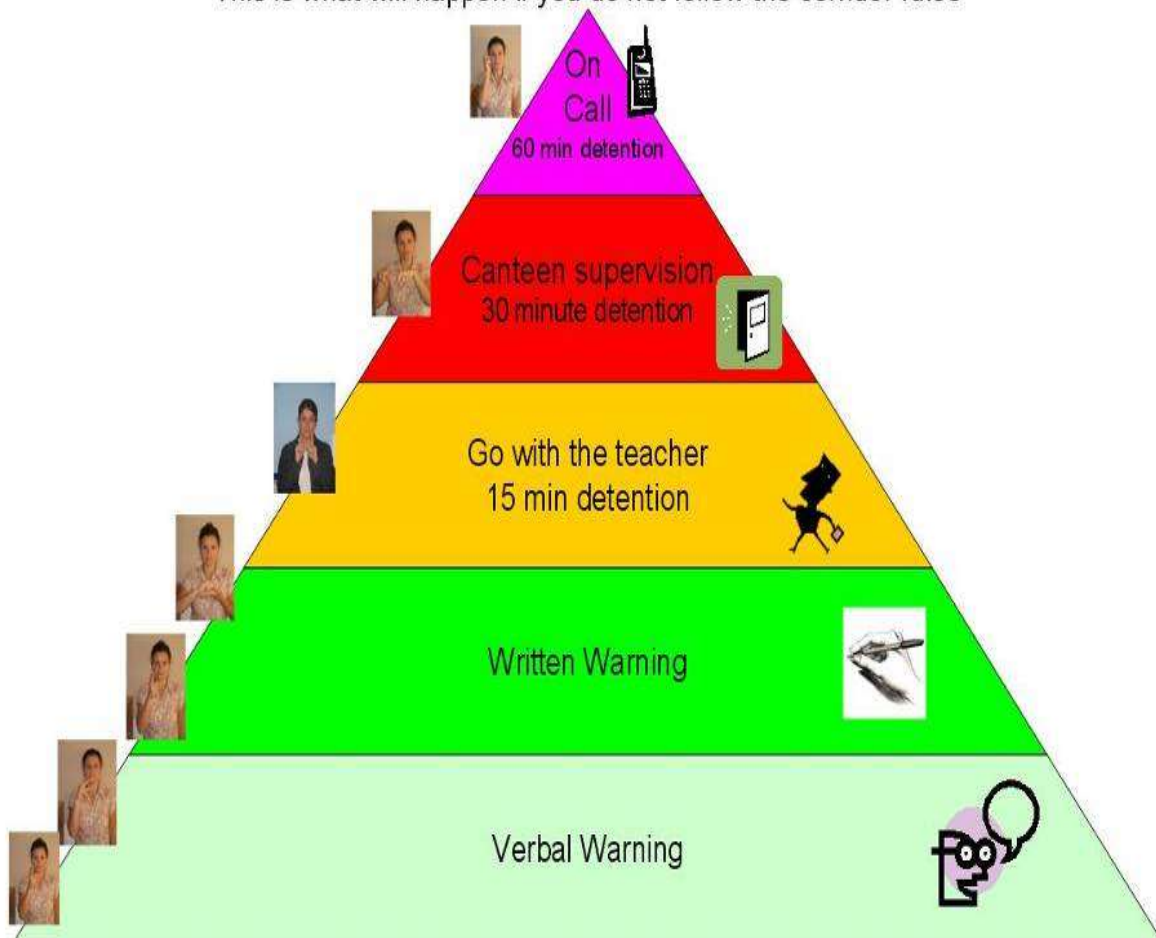 This is what will happen if you do not follow the corridor rules
On
Call
60 min detention
Canteen supervision
30 minute detention
Go with the teacher
15 min detention
Written Warning
Verbal Warning